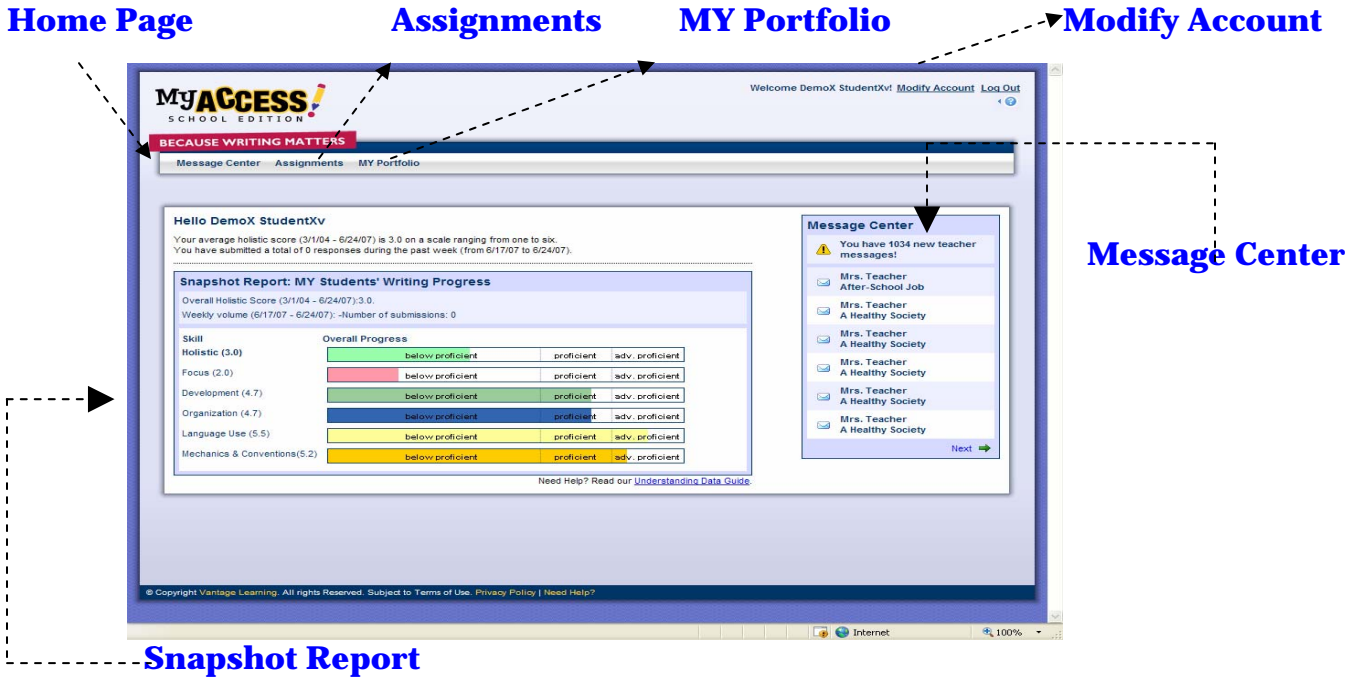 Home Page
Assignments
MY Portfolio
Modify Account
MY ACCESS!
SCHOOL EDITION
Welcome DemoX StudentXv! Modify Account Log Out
BECAUSE WRITING MATTERS
Message Center Assignments MY Portfolio
Hello DemoX StudentXv
Your average holistic score (3/1/04 - 6/24/07) is 3.0 on a scale ranging from one to six.
You have submitted a total of 0 responses during the past week (from 6/17/07 to 6/24/07).
Snapshot Report: MY Students' Writing Progress
Overall Holistic Score (3/1/04 - 6/24/07):3.0.
Weekly volume (6/17/07 - 6/24/07): -Number of submissions: 0
Skill Overall Progress
Holistic (3.0) below proficient proficient adv. proficient
Focus (2.0) below proficient proficient adv. proficient
Development (4.7) below proficient proficient adv. proficient
Organization (4.7) below proficient proficient adv. proficient
Language Use (5.5) below proficient proficient adv. proficient
Mechanics & Conventions(5.2) below proficient proficient adv. proficient
Need Help? Read our Understanding Data Guide.
Message Center
You have 1034 new teacher
messages!
Mrs. Teacher
After-School Job
Mrs. Teacher
A Healthy Society
Mrs. Teacher
A Healthy Society
Mrs. Teacher
A Healthy Society
Mrs. Teacher
A Healthy Society
Mrs. Teacher
A Healthy Society
Next
Message Center
© Copyright Vantage Learning. All rights Reserved. Subject to Terms of Use. Privacy Policy | Need Help?
Internet 100%
Snapshot Report